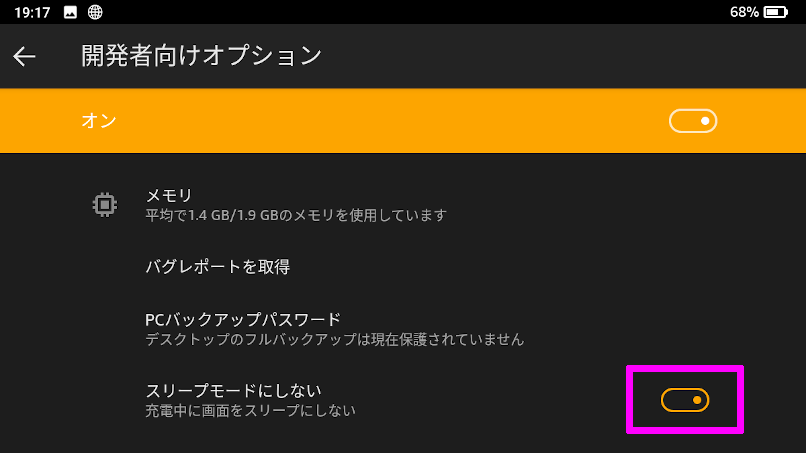 19:17 68%
開発者向けオプション
オン
メモリ
平均で1.4 GB/1.9 GBのメモリを使用しています
バグレポートを取得
PCバックアップパスワード
デスクトップのフルバックアップは現在保護されていません
スリープモードにしない
充電中に画面をスリープにしない